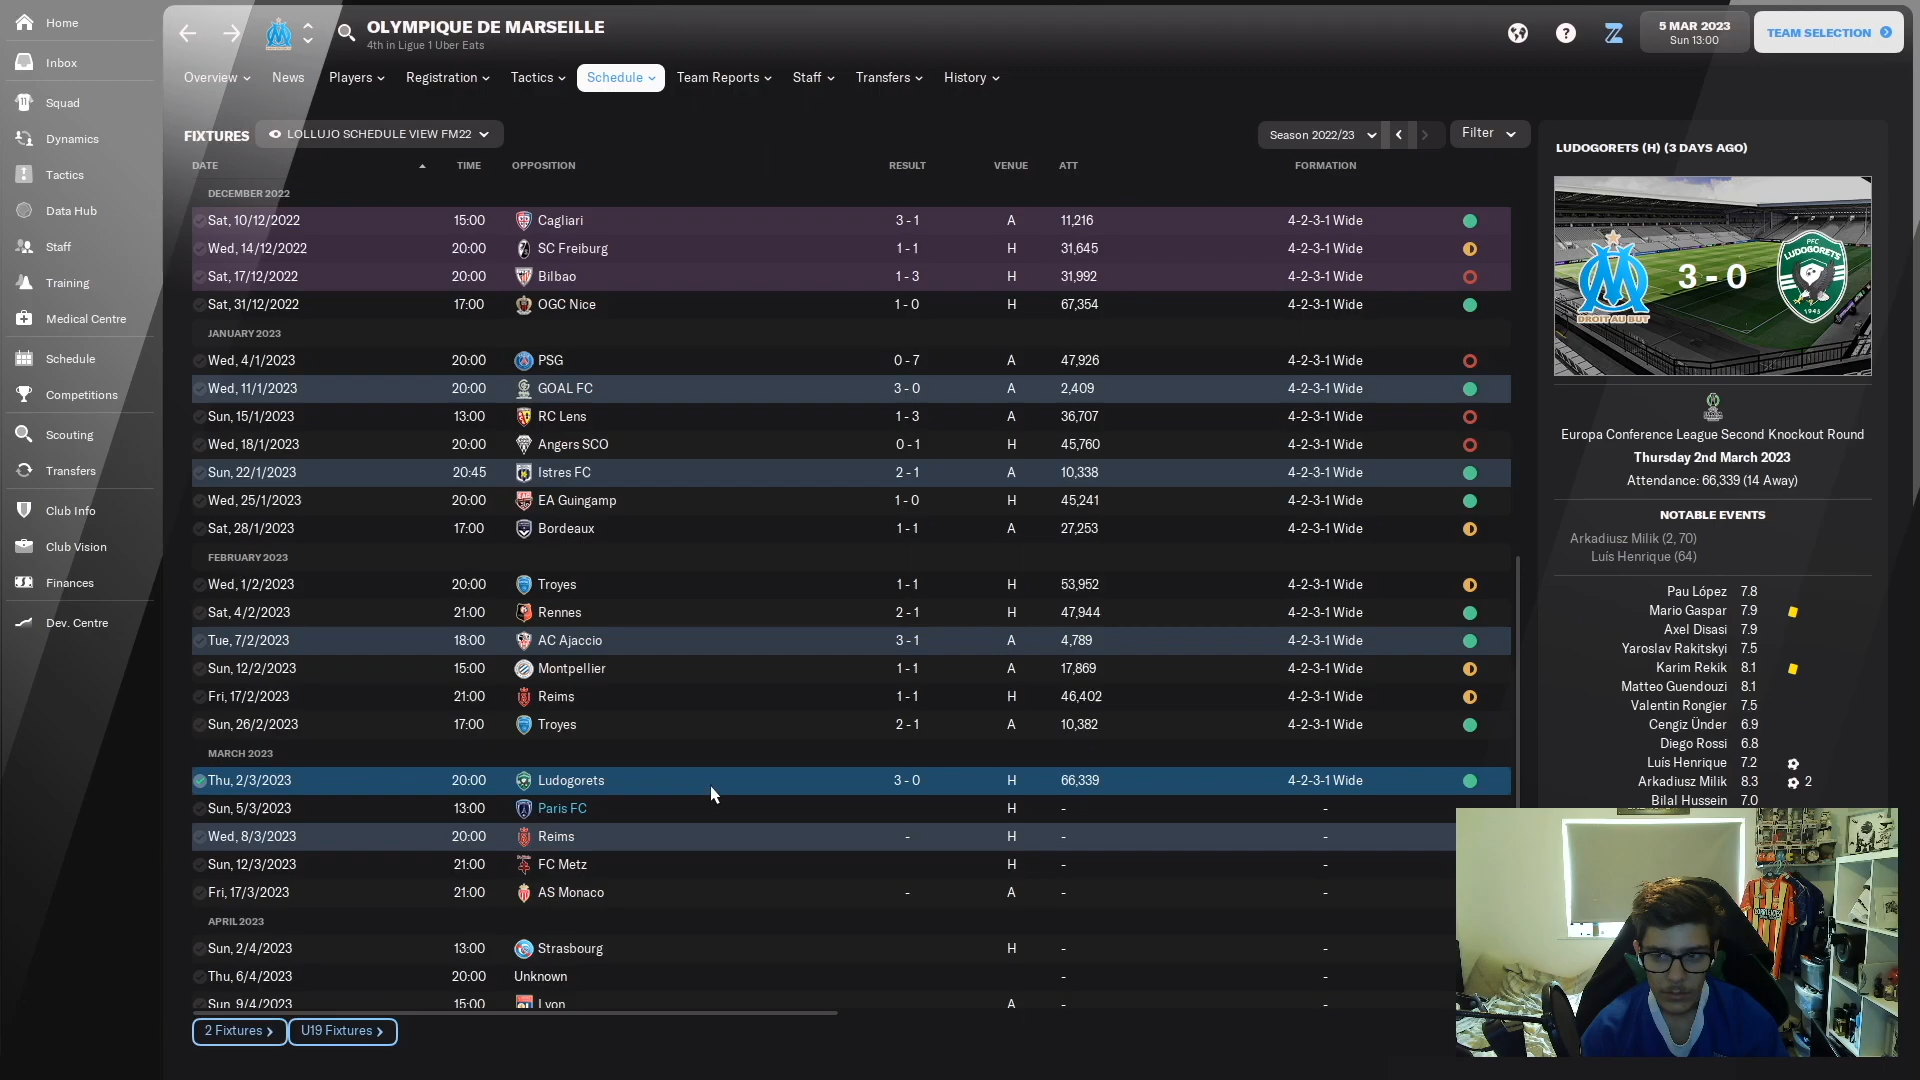 Home
Inbox
Squad
Dynamics
Tactics
Data Hub
Staff
Training
Medical Centre
Schedule
Competitions
Scouting
Transfers
Club Info
Club Vision
Finances
Dev. Centre
OLYMPIQUE DE MARSEILLE
4th in Ligue 1 Uber Eats
5 MAR 2023
Sun 13:00
TEAM SELECTION
Overview News Players Registration Tactics Schedule Team Reports Staff Transfers History
FIXTURES LOLLUJO SCHEDULE VIEW FM22 Season 2022/23 Filter
DATE TIME OPPOSITION RESULT VENUE ATT FORMATION
DECEMBER 2022
Sat, 10/12/2022 15:00 Cagliari 3 - 1 A 11,216 4-2-3-1 Wide
Wed, 14/12/2022 20:00 SC Freiburg 1 - 1 H 31,645 4-2-3-1 Wide
Sat, 17/12/2022 20:00 Bilbao 1 - 3 H 31,992 4-2-3-1 Wide
Sat, 31/12/2022 17:00 OGC Nice 1 - 0 H 67,354 4-2-3-1 Wide
JANUARY 2023
Wed, 4/1/2023 20:00 PSG 0 - 7 A 47,926 4-2-3-1 Wide
Wed, 11/1/2023 20:00 GOAL FC 3 - 0 A 2,409 4-2-3-1 Wide
Sun, 15/1/2023 13:00 RC Lens 1 - 3 A 36,707 4-2-3-1 Wide
Wed, 18/1/2023 20:00 Angers SCO 0 - 1 H 45,760 4-2-3-1 Wide
Sun, 22/1/2023 20:45 Istres FC 2 - 1 A 10,338 4-2-3-1 Wide
Wed, 25/1/2023 20:00 EA Guingamp 1 - 0 H 45,241 4-2-3-1 Wide
Sat, 28/1/2023 17:00 Bordeaux 1 - 1 A 27,253 4-2-3-1 Wide
FEBRUARY 2023
Wed, 1/2/2023 20:00 Troyes 1 - 1 H 53,952 4-2-3-1 Wide
Sat, 4/2/2023 21:00 Rennes 2 - 1 H 47,944 4-2-3-1 Wide
Tue, 7/2/2023 18:00 AC Ajaccio 3 - 1 A 4,789 4-2-3-1 Wide
Sun, 12/2/2023 15:00 Montpellier 1 - 1 A 17,869 4-2-3-1 Wide
Fri, 17/2/2023 21:00 Reims 1 - 1 H 46,402 4-2-3-1 Wide
Sun, 26/2/2023 17:00 Troyes 2 - 1 A 10,382 4-2-3-1 Wide
MARCH 2023
Thu, 2/3/2023 20:00 Ludogorets 3 - 0 H 66,339 4-2-3-1 Wide
Sun, 5/3/2023 13:00 Paris FC H - -
Wed, 8/3/2023 20:00 Reims - H - -
Sun, 12/3/2023 21:00 FC Metz H - -
Fri, 17/3/2023 21:00 AS Monaco - A - -
APRIL 2023
Sun, 2/4/2023 13:00 Strasbourg H - -
Thu, 6/4/2023 20:00 Unknown - -
Sun, 9/4/2023 15:00 Lyon A - -
2 Fixtures U19 Fixtures
LUDOGORETS (H) (3 DAYS AGO)
DROIT AU BUT
3 - 0
PFC
LUDOGORETS
1945
Europa Conference League Second Knockout Round
Thursday 2nd March 2023
Attendance: 66,339 (14 Away)
NOTABLE EVENTS
Arkadiusz Milik (2, 70)
Luís Henrique (64)
Pau López 7.8
Mario Gaspar 7.9
Axel Disasi 7.9
Yaroslav Rakitskyi 7.5
Karim Rekik 8.1
Matteo Guendouzi 8.1
Valentin Rongier 7.5
Cengiz Ünder 6.9
Diego Rossi 6.8
Luís Henrique 7.2
Arkadiusz Milik 8.3 2
Bilal Hussein 7.0